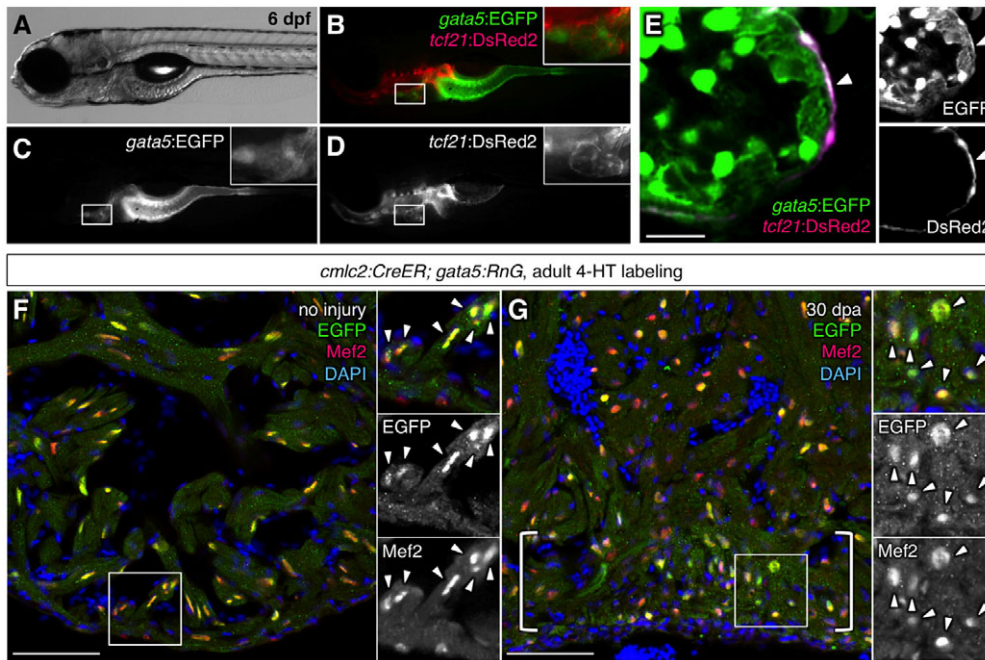 A
6 dpf
B
gata5:EGFP
tcf21:DsRed2
C
gata5:EGFP
D
tcf21:DsRed2
E
gata5:EGFP
tcf21:DsRed2
EGFP
DsRed2
cmlc2:CreER; gata5:RnG, adult 4-HT labeling
F
no injury
EGFP
Mef2
DAPI
EGFP
Mef2
G
30 dpa
EGFP
Mef2
DAPI
EGFP
Mef2